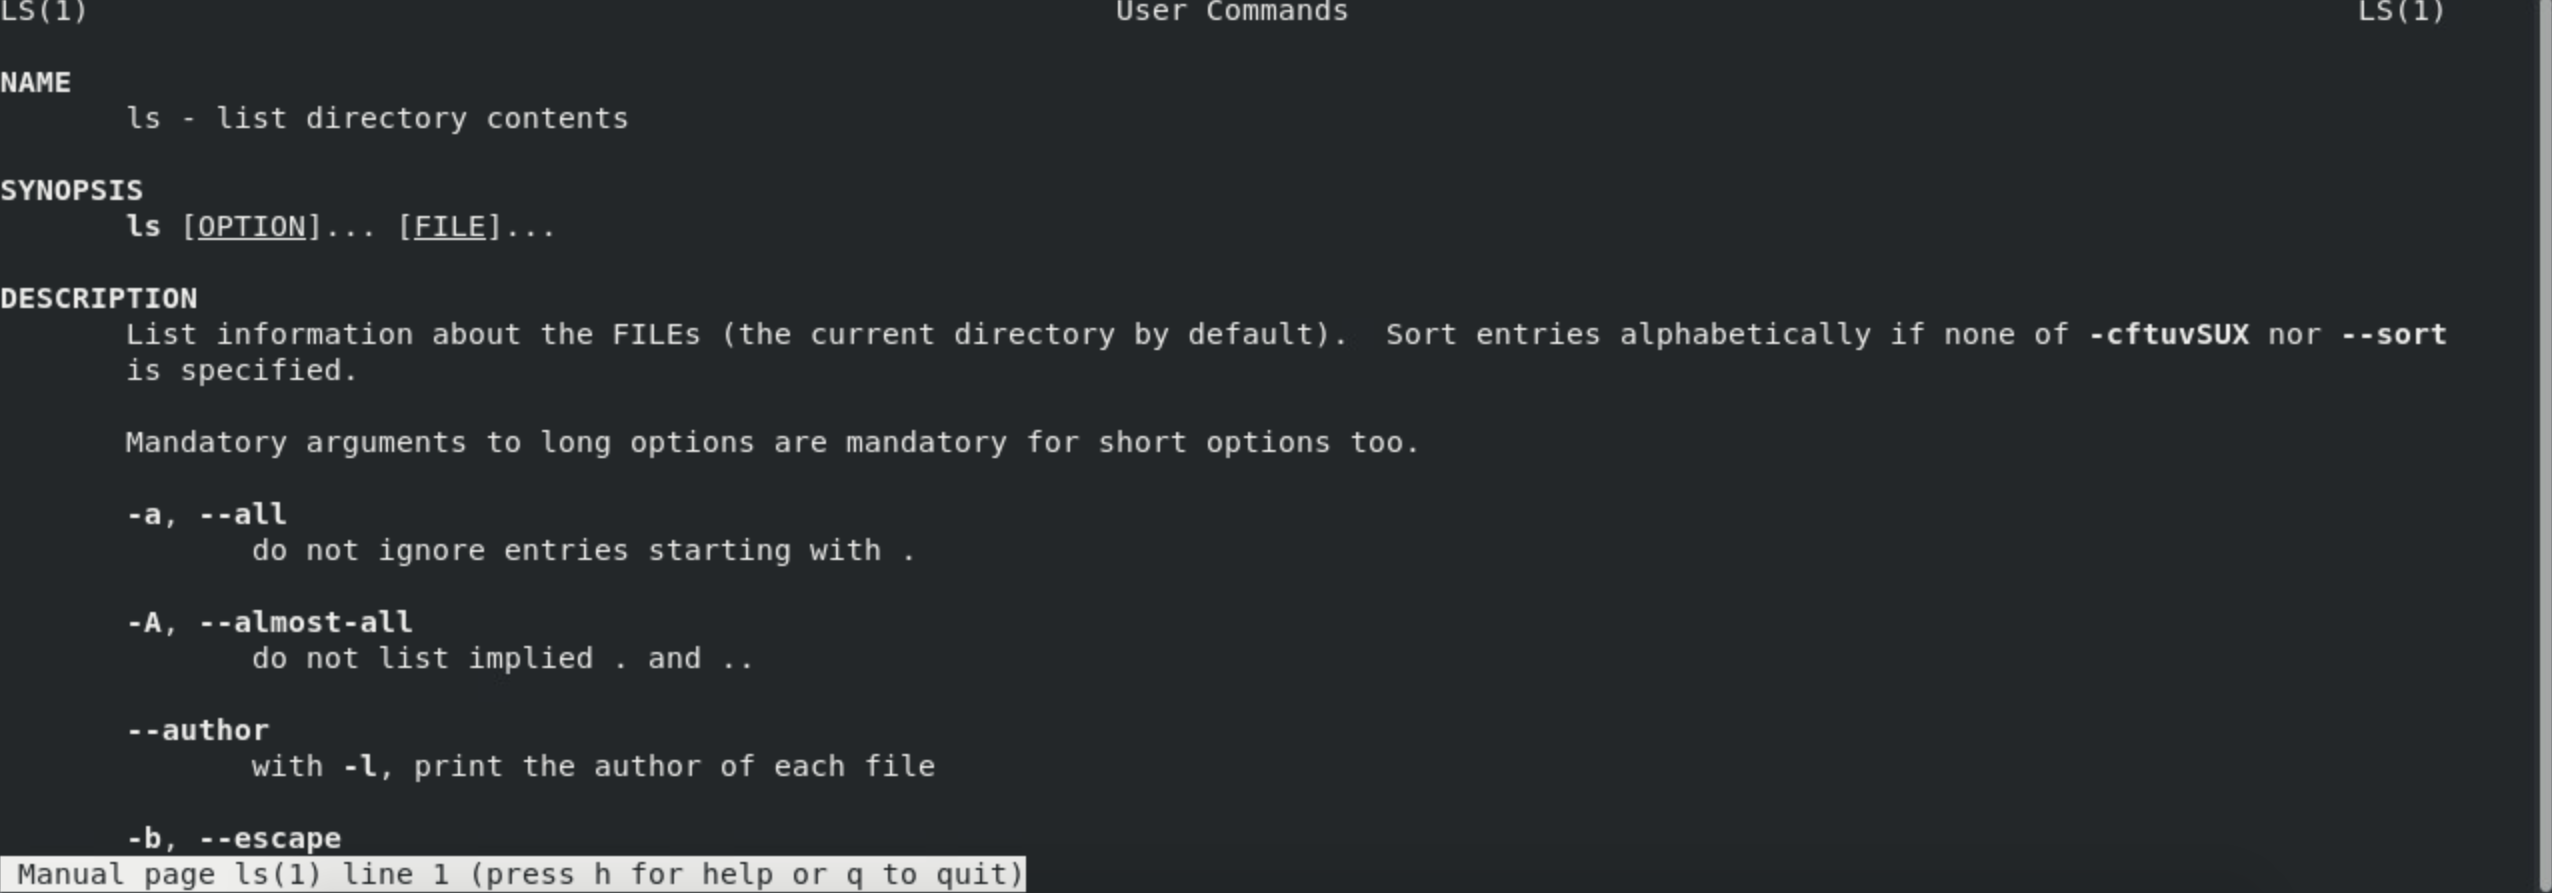 LS(1) User Commands LS(1)
NAME
ls - list directory contents
SYNOPSIS
ls [OPTION]... [FILE]...
DESCRIPTION
List information about the FILEs (the current directory by default).  Sort entries alphabetically if none of -cftuvSUX nor --sort
is specified.
Mandatory arguments to long options are mandatory for short options too.
-a, --all
do not ignore entries starting with .
-A, --almost-all
do not list implied . and ..
--author
with -l, print the author of each file
-b, --escape
Manual page ls(1) line 1 (press h for help or q to quit)